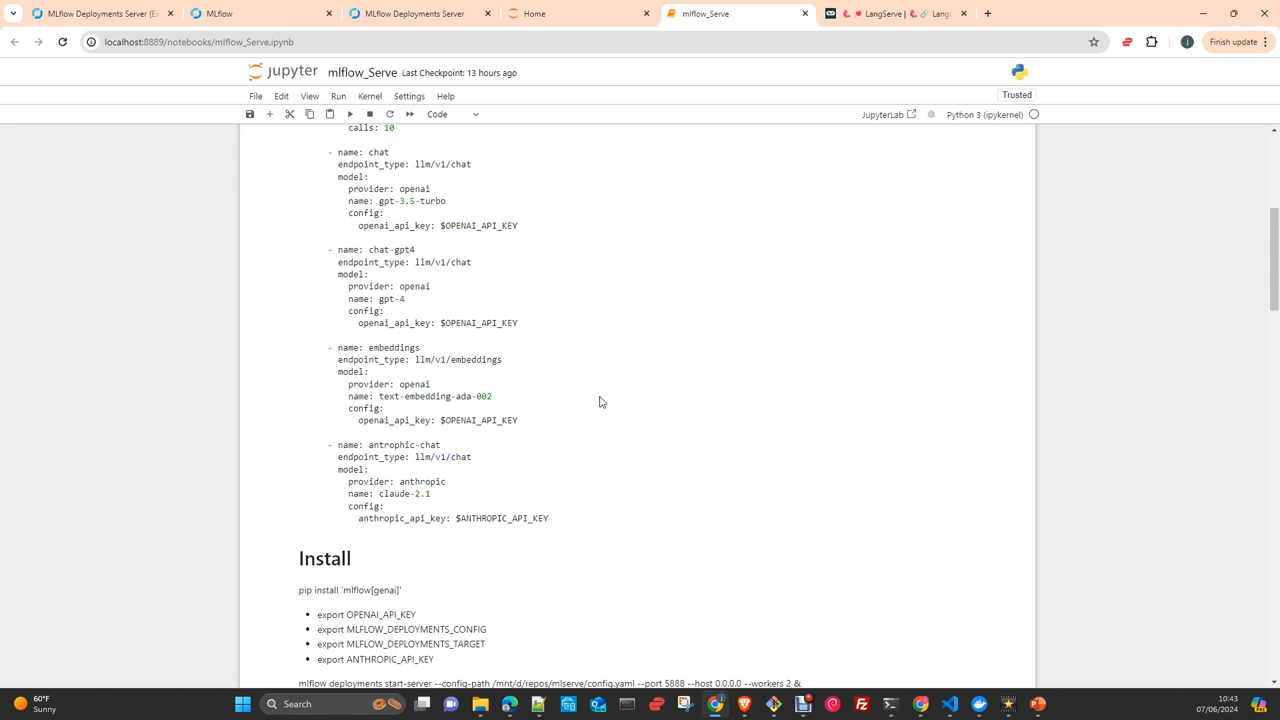 MLflow Deployments Server (E
MLflow
MLflow Deployments Server
Home
mlflow_Serve
LangServe | Lang
localhost:8889/notebooks/mlflow_Serve.ipynb
Finish update
jupyter mlflow_Serve Last Checkpoint: 13 hours ago
File Edit View Run Kernel Settings Help
Trusted
Code
JupyterLab
Python 3 (ipykernel)
calls: 10
- name: chat
endpoint_type: llm/v1/chat
model:
provider: openai
name: gpt-3.5-turbo
config:
openai_api_key: $OPENAI_API_KEY
- name: chat-gpt4
endpoint_type: llm/v1/chat
model:
provider: openai
name: gpt-4
config:
openai_api_key: $OPENAI_API_KEY
- name: embeddings
endpoint_type: llm/v1/embeddings
model:
provider: openai
name: text-embedding-ada-002
config:
openai_api_key: $OPENAI_API_KEY
- name: antrophic-chat
endpoint_type: llm/v1/chat
model:
provider: anthropic
name: claude-2.1
config:
anthropic_api_key: $ANTHROPIC_API_KEY
Install
pip install 'mlflow[genai]'
• export OPENAI_API_KEY
• export MLFLOW_DEPLOYMENTS_CONFIG
• export MLFLOW_DEPLOYMENTS_TARGET
• export ANTHROPIC_API_KEY
mlflow deployments start-server --config-path /mnt/d/repos/mlserve/config.yaml --port 5888 --host 0.0.0.0 --workers 2 &
60°F
Sunny
Search
10:43
07/06/2024